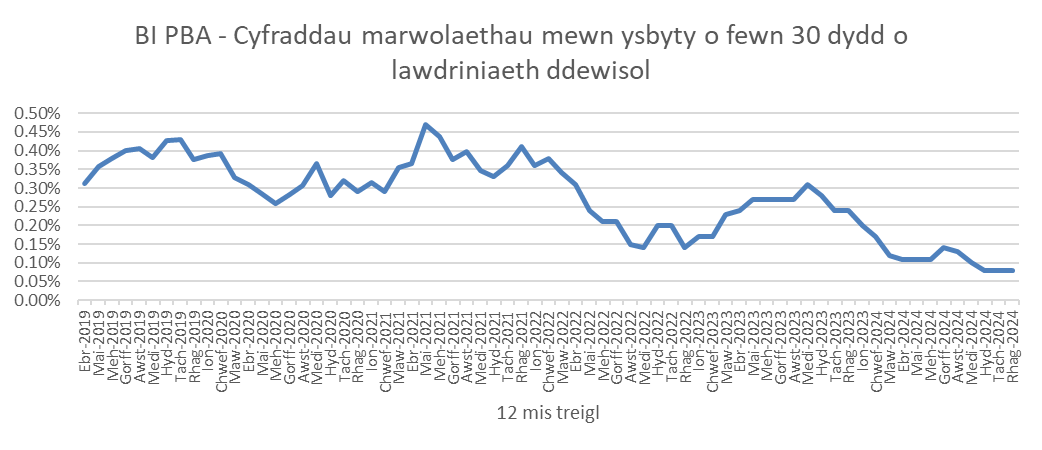 BI PBA - Cyfraddau marwolaethau mewn ysbyty o fewn 30 dydd o
lawdriniaeth ddewisol
0.50%
0.45%
0.40%
0.35%
0.30%
0.25%
0.20%
0.15%
0.10%
0.05%
0.00%
Ebr-2019
Mai-2019
Meh-2019
Gorff-2019
Awst-2019
Medi-2019
Hyd-2019
Tach-2019
Rhag-2019
Ion-2020
Chwef-2020
Maw-2020
Ebr-2020
Mai-2020
Meh-2020
Gorff-2020
Awst-2020
Medi-2020
Hyd-2020
Tach-2020
Rhag-2020
Ion-2021
Chwef-2021
Maw-2021
Ebr-2021
Mai-2021
Meh-2021
Gorff-2021
Awst-2021
Medi-2021
Hyd-2021
Tach-2021
Rhag-2021
Ion-2022
Chwef-2022
Maw-2022
Ebr-2022
Mai-2022
Meh-2022
Gorff-2022
Awst-2022
Medi-2022
Hyd-2022
Tach-2022
Rhag-2022
Ion-2023
Chwef-2023
Maw-2023
Ebr-2023
Mai-2023
Meh-2023
Gorff-2023
Awst-2023
Medi-2023
Hyd-2023
Tach-2023
Rhag-2023
Ion-2023
Chwef-2024
Maw-2024
Ebr-2024
Mai-2024
Meh-2024
Gorff-2024
Awst-2024
Medi-2024
Hyd-2024
Tach-2024
Rhag-2024
12 mis treigl